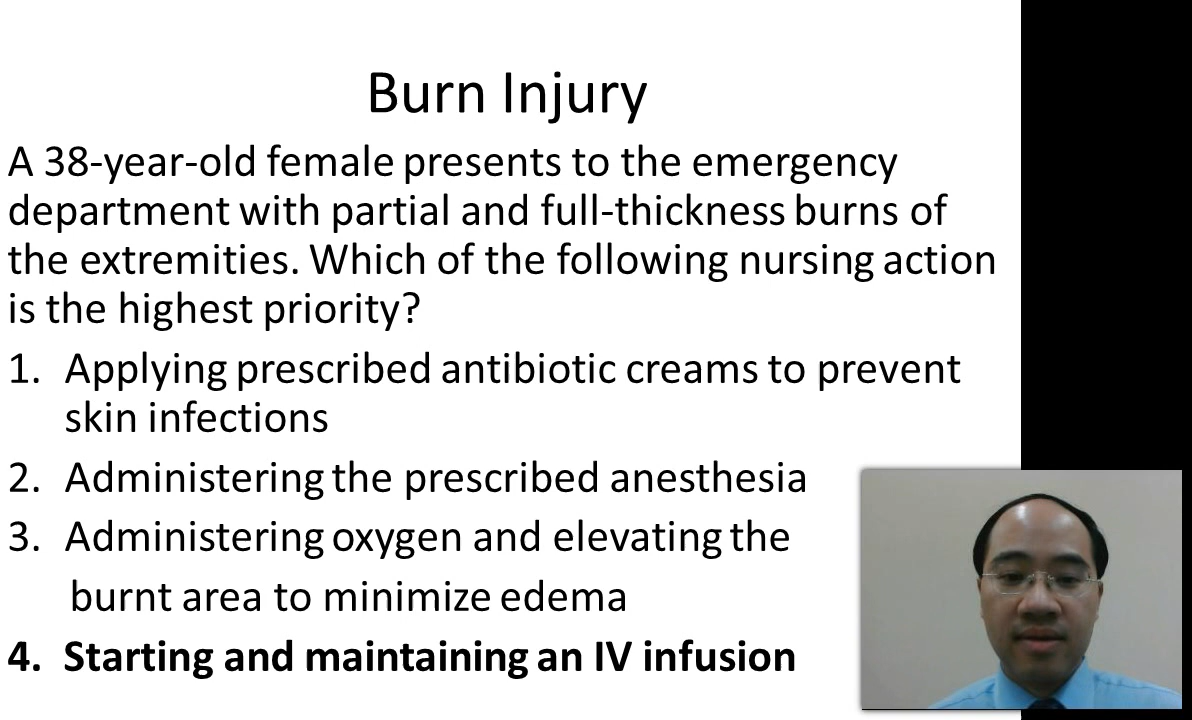 Burn Injury
A 38-year-old female presents to the emergency
department with partial and full-thickness burns of
the extremities. Which of the following nursing action
is the highest priority?
1. Applying prescribed antibiotic creams to prevent
skin infections
2. Administering the prescribed anesthesia
3. Administering oxygen and elevating the
burnt area to minimize edema
4. Starting and maintaining an IV infusion